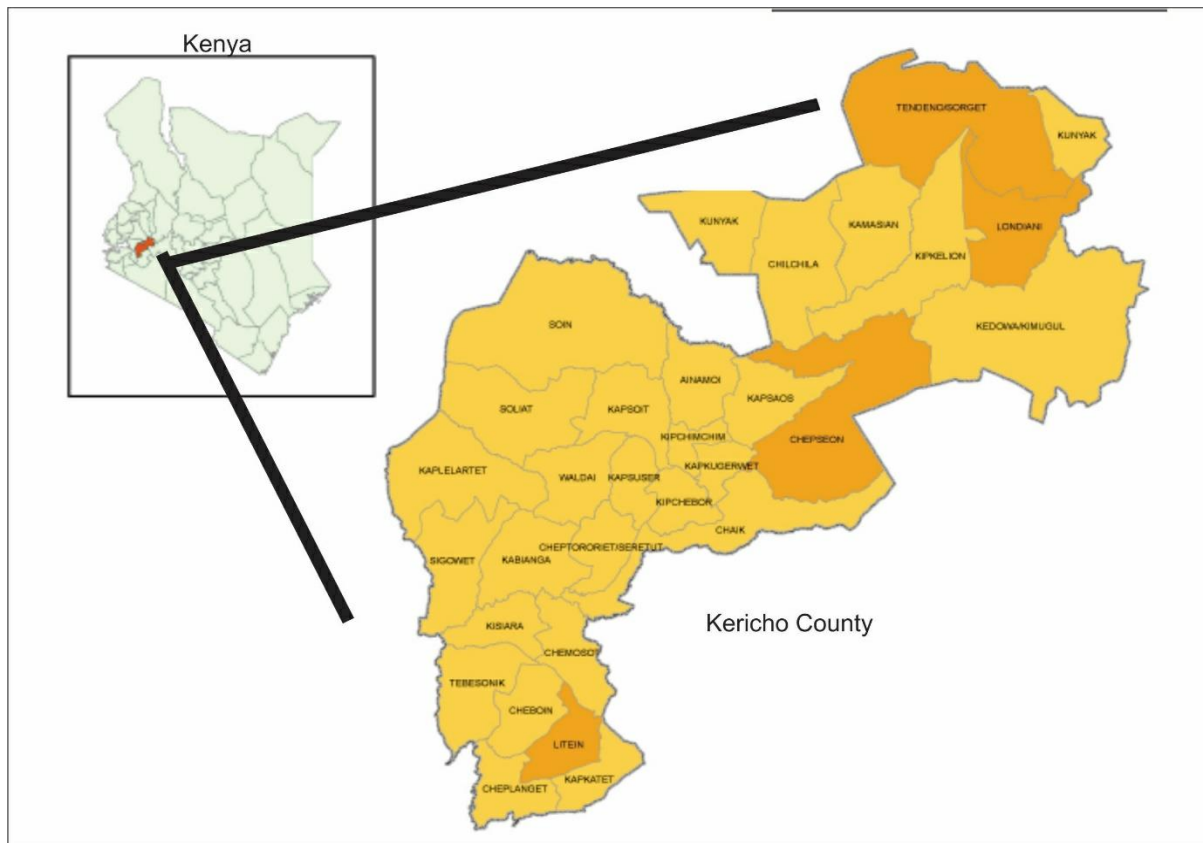 Kenya
TENDENO/SORGET
KUNYAK
KUNYAK
KAMASIAN
LONDIANI
CHILCHILA
KIPKELION
SOIN
KEDOWA/KIMUGUL
AINAMOI
KAPSAOS
SOLIAT
KAPSOIT
KIPCHIMCHIM
CHEPSEON
KAPLELARTET
WALDAI
KAPSUSER
KAPKUGERWET
KIPCHEBOR
CHAIK
SIGOWET
KABIANGA
CHEPTORORIET/SERETUT
Kericho County
KISIARA
CHEMOSOT
TEBESONIK
CHEBOIN
LITEIN
CHEPLANGET
KAPKATET